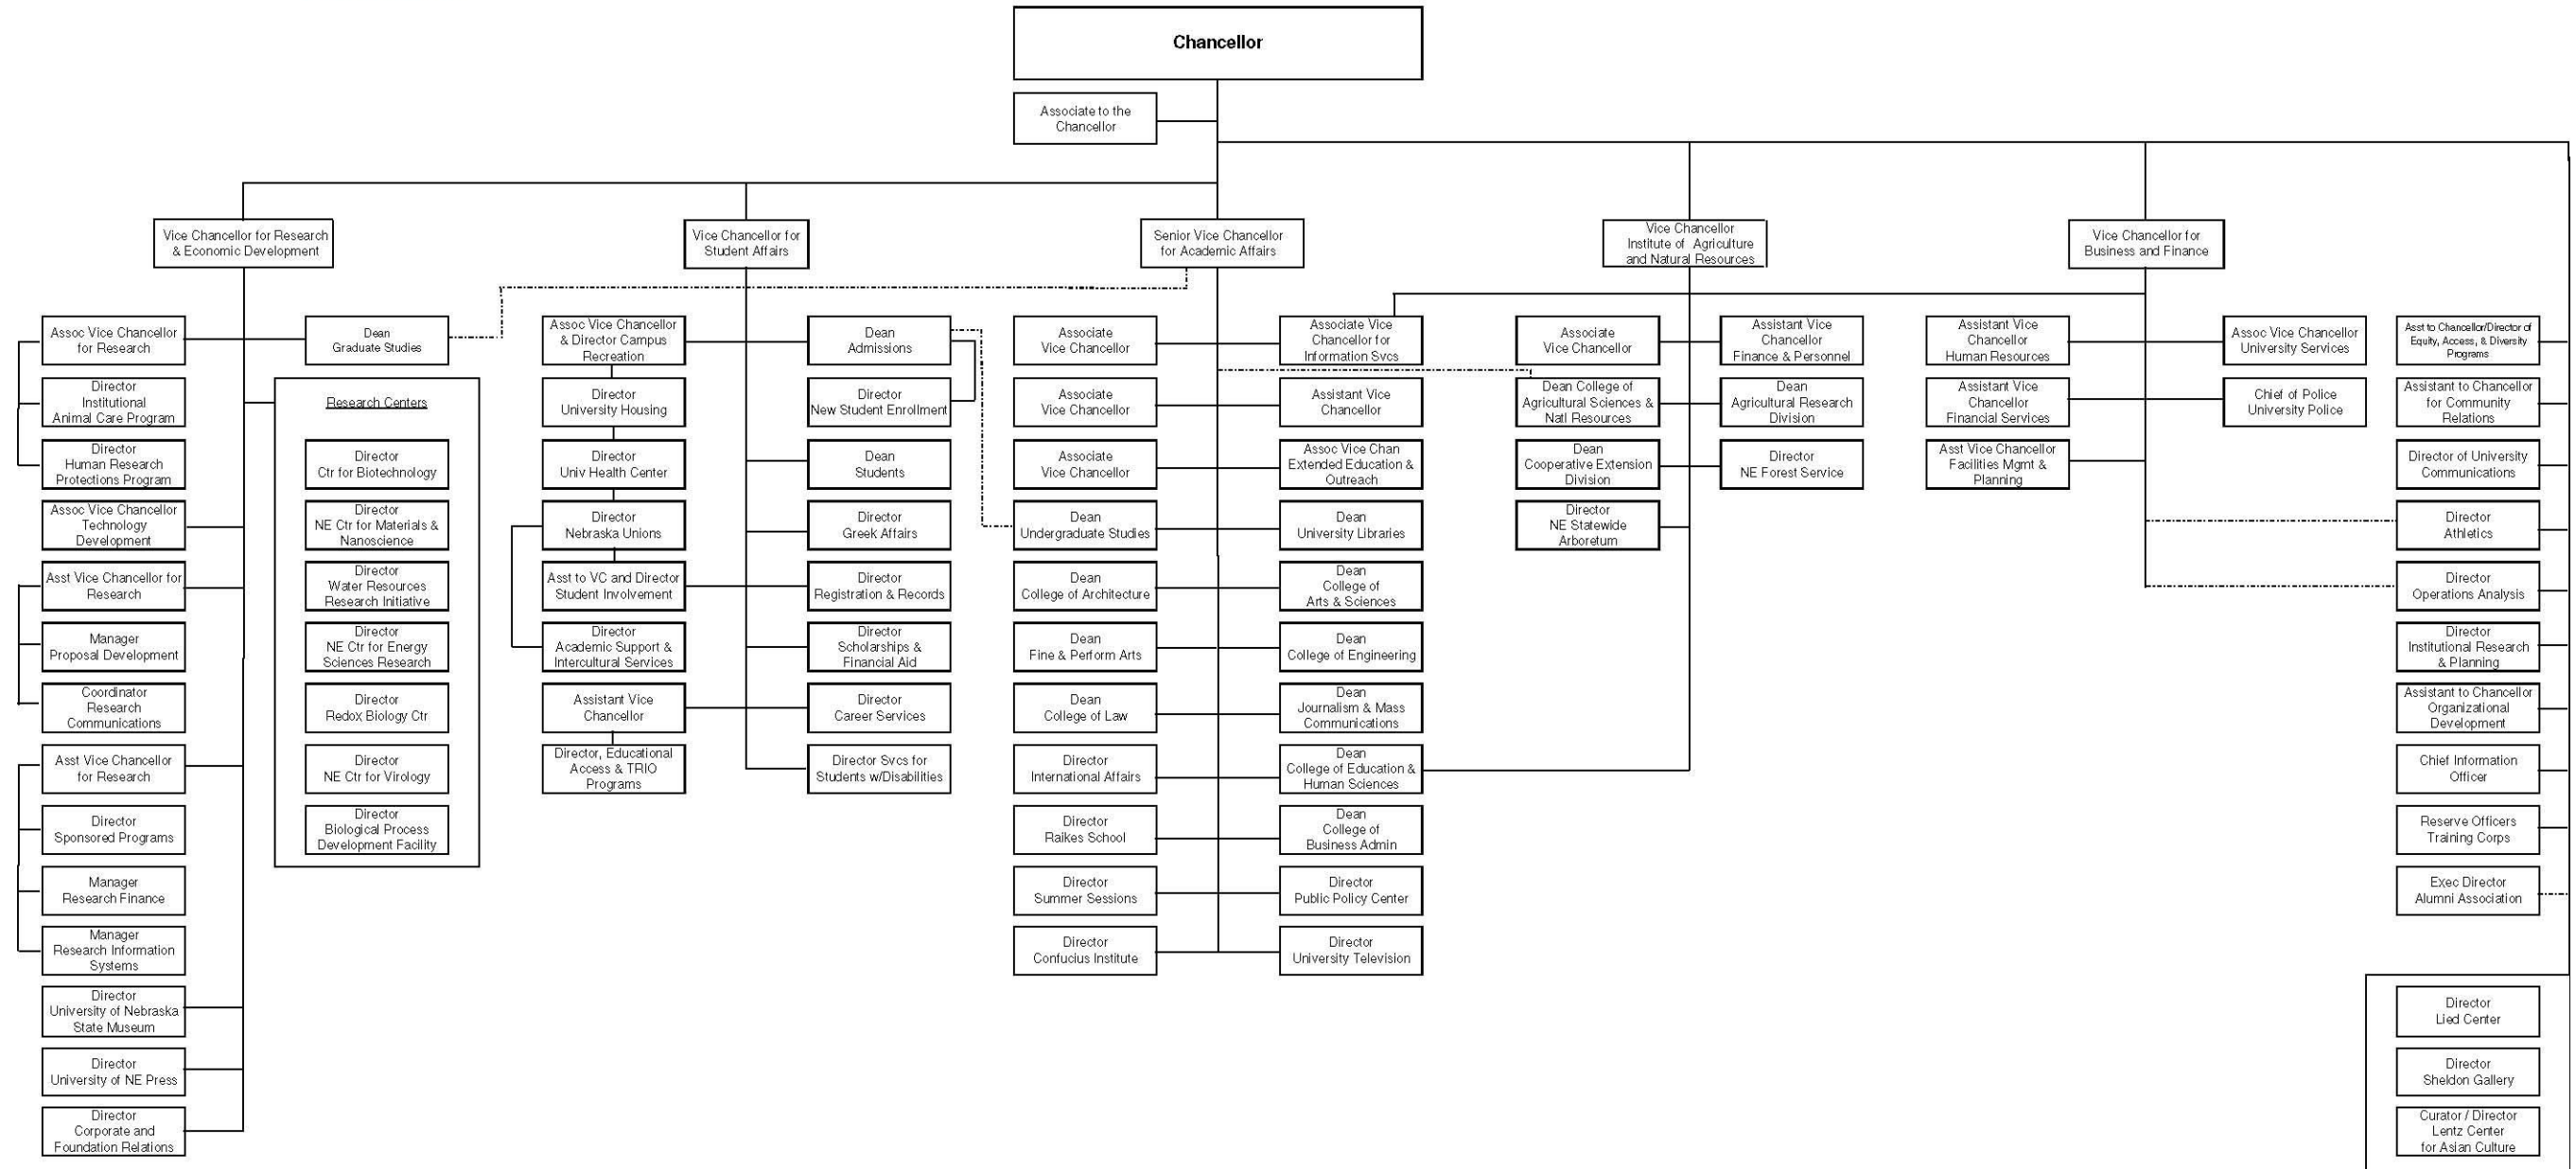 Chancellor
Associate to the
Chancellor
Vice Chancellor for Research
& Economic Development
Vice Chancellor for
Student Affairs
Senior Vice Chancellor
for Academic Affairs
Vice Chancellor
Institute of Agriculture
and Natural Resources
Vice Chancellor for
Business and Finance
Assoc Vice Chancellor
for Research
Director
Institutional
Animal Care Program
Director
Human Research
Protections Program
Assoc Vice Chancellor
Technology
Development
Asst Vice Chancellor for
Research
Manager
Proposal Development
Coordinator
Research
Communications
Asst Vice Chancellor
for Research
Director
Sponsored Programs
Manager
Research Finance
Manager
Research Information
Systems
Director
University of Nebraska
State Museum
Director
University of NE Press
Director
Corporate and
Foundation Relations
Dean
Graduate Studies
Research Centers
Director
Ctr for Biotechnology
Director
NE Ctr for Materials &
Nanoscience
Director
Water Resources
Research Initiative
Director
NE Ctr for Energy
Sciences Research
Director
Redox Biology Ctr
Director
NE Ctr for Virology
Director
Biological Process
Development Facility
Assoc Vice Chancellor
& Director Campus
Recreation
Director
University Housing
Director
Univ Health Center
Director
Nebraska Unions
Asst to VC and Director
Student Involvement
Director
Academic Support &
Intercultural Services
Assistant Vice
Chancellor
Director, Educational
Access & TRIO
Programs
Dean
Admissions
Director
New Student Enrollment
Dean
Students
Director
Greek Affairs
Director
Registration & Records
Director
Scholarships &
Financial Aid
Director
Career Services
Director Svcs for
Students w/Disabilities
Associate
Vice Chancellor
Associate
Vice Chancellor
Associate
Vice Chancellor
Dean
Undergraduate Studies
Dean
College of Architecture
Dean
Fine & Perform Arts
Dean
College of Law
Director
International Affairs
Director
Raikes School
Director
Summer Sessions
Director
Confucius Institute
Associate Vice
Chancellor for
Information Svcs
Assistant Vice
Chancellor
Assoc Vice Chan
Extended Education &
Outreach
Dean
University Libraries
Dean
College of
Arts & Sciences
Dean
College of Engineering
Dean
Journalism & Mass
Communications
Dean
College of Education &
Human Sciences
Dean
College of
Business Admin
Director
Public Policy Center
Director
University Television
Associate
Vice Chancellor
Dean College of
Agricultural Sciences &
Natl Resources
Dean
Cooperative Extension
Division
Director
NE Statewide
Arboretum
Assistant Vice
Chancellor
Finance & Personnel
Dean
Agricultural Research
Division
Director
NE Forest Service
Assistant Vice
Chancellor
Human Resources
Assistant Vice
Chancellor
Financial Services
Asst Vice Chancellor
Facilities Mgmt &
Planning
Assoc Vice Chancellor
University Services
Chief of Police
University Police
Asst to Chancellor/Director of
Equity, Access, & Diversity
Programs
Assistant to Chancellor
for Community
Relations
Director of University
Communications
Director
Athletics
Director
Operations Analysis
Director
Institutional Research
& Planning
Assistant to Chancellor
Organizational
Development
Chief Information
Officer
Reserve Officers
Training Corps
Exec Director
Alumni Association
Director
Lied Center
Director
Sheldon Gallery
Curator / Director
Lentz Center
for Asian Culture